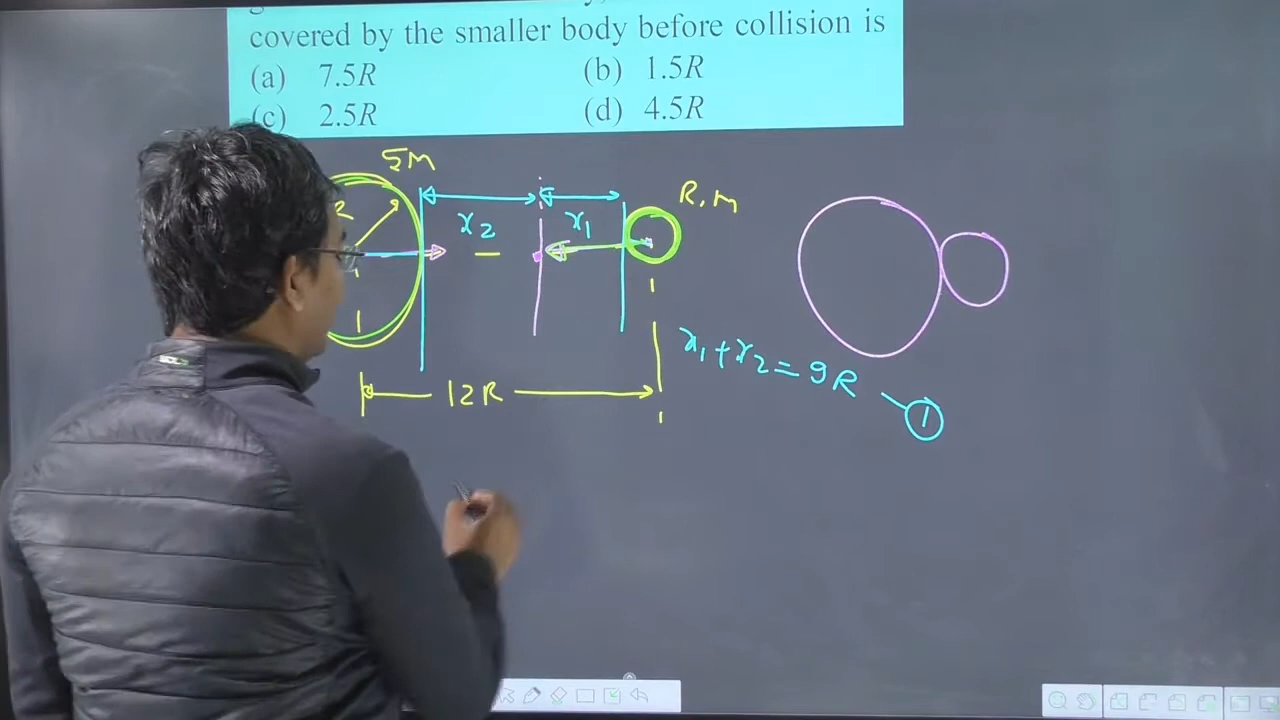 covered by the smaller body before collision is
(a) 7.5R (b) 1.5R
(c) 2.5R (d) 4.5R
5M
R, M
x₂ x₁
12R
x₁ + x₂ = 9R
①